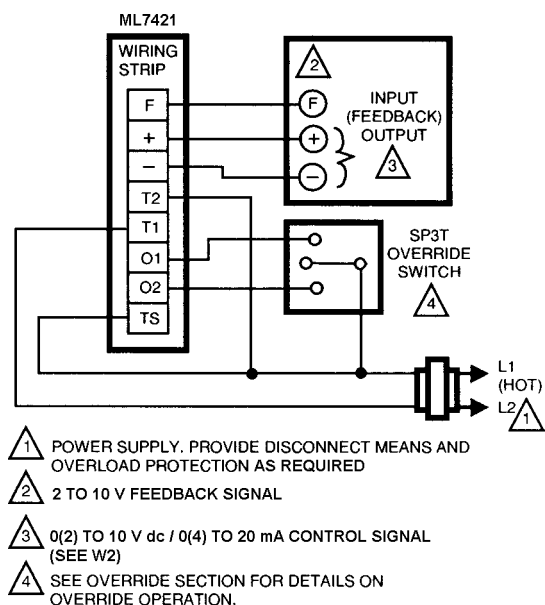 ML7421
WIRING
STRIP
F
+
−
T2
T1
O1
O2
TS
2
F
+
−
INPUT
(FEEDBACK)
OUTPUT
3
SP3T
OVERRIDE
SWITCH
4
L1
(HOT)
L2
1
1 POWER SUPPLY. PROVIDE DISCONNECT MEANS AND
OVERLOAD PROTECTION AS REQUIRED
2 2 TO 10 V FEEDBACK SIGNAL
3 0(2) TO 10 V dc / 0(4) TO 20 mA CONTROL SIGNAL
(SEE W2)
4 SEE OVERRIDE SECTION FOR DETAILS ON
OVERRIDE OPERATION.